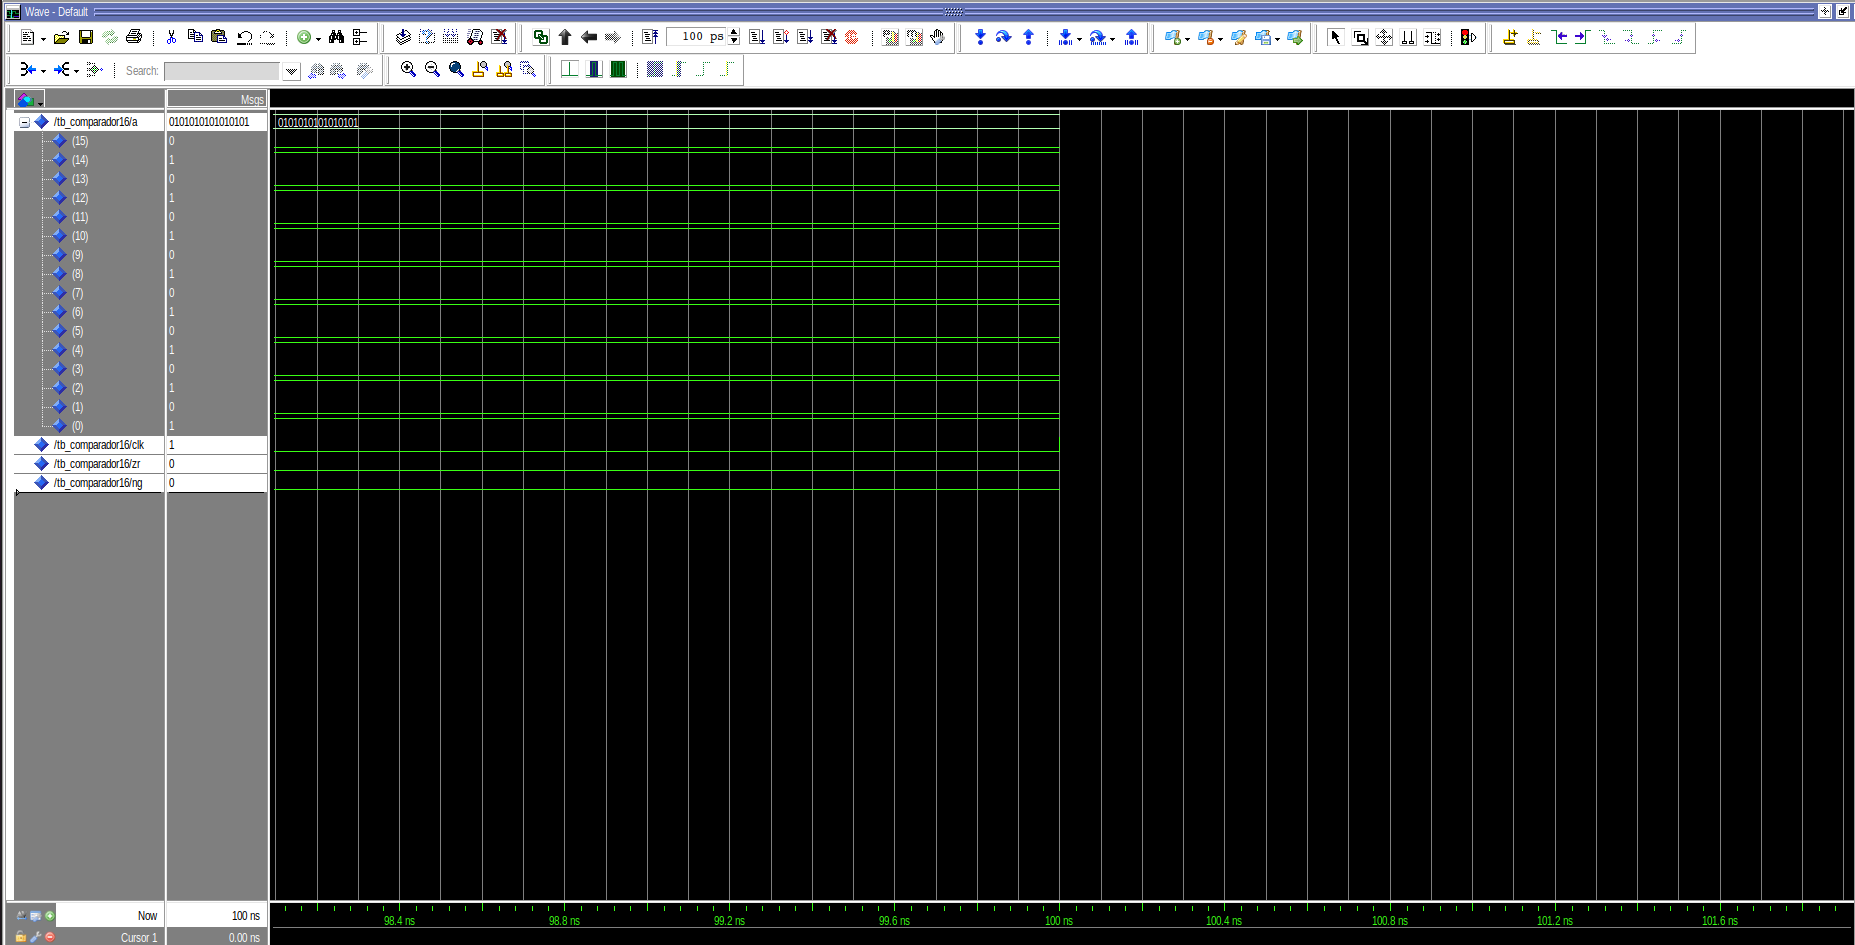 Wave - Default
100 ps
Search:
Msgs
/tb_comparador16/a 0101010101010101 0101010101010101
(15) 0
(14) 1
(13) 0
(12) 1
(11) 0
(10) 1
(9) 0
(8) 1
(7) 0
(6) 1
(5) 0
(4) 1
(3) 0
(2) 1
(1) 0
(0) 1
/tb_comparador16/clk 1
/tb_comparador16/zr 0
/tb_comparador16/ng 0
Now 100 ns 98.4 ns 98.8 ns 99.2 ns 99.6 ns 100 ns 100.4 ns 100.8 ns 101.2 ns 101.6 ns
Cursor 1 0.00 ns